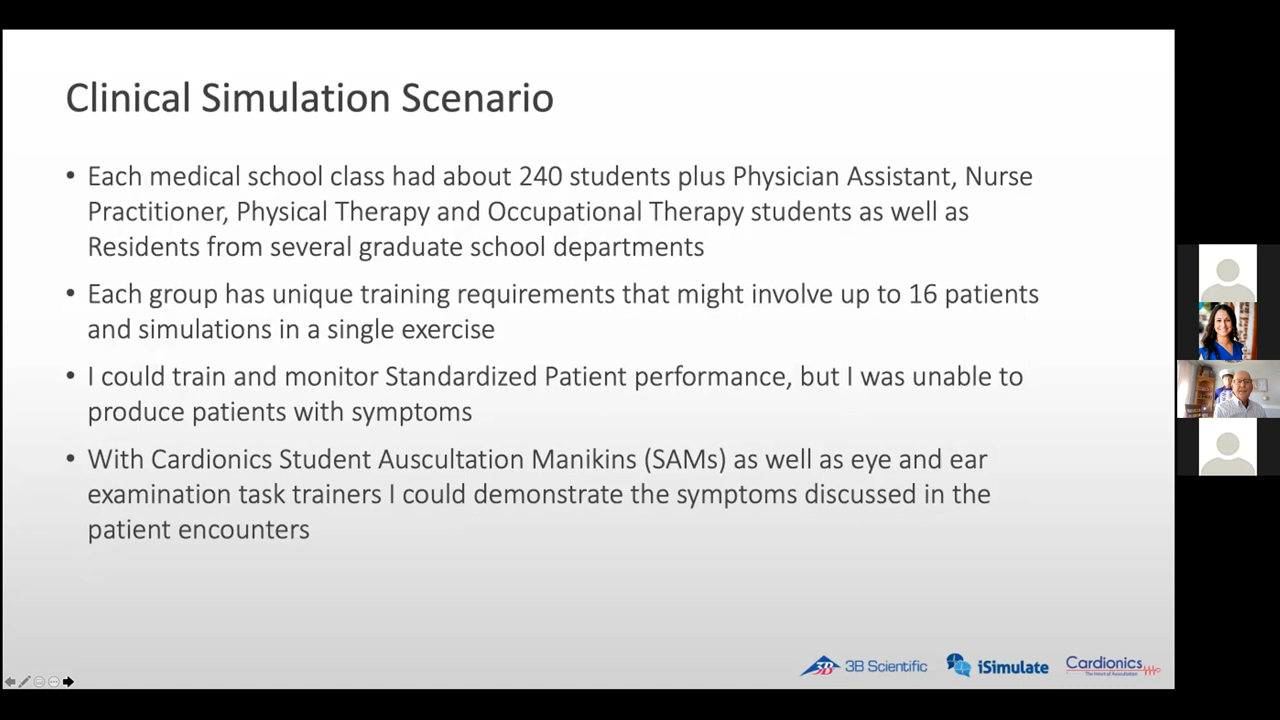 Clinical Simulation Scenario
• Each medical school class had about 240 students plus Physician Assistant, Nurse
Practitioner, Physical Therapy and Occupational Therapy students as well as
Residents from several graduate school departments
• Each group has unique training requirements that might involve up to 16 patients
and simulations in a single exercise
• I could train and monitor Standardized Patient performance, but I was unable to
produce patients with symptoms
• With Cardionics Student Auscultation Manikins (SAMs) as well as eye and ear
examination task trainers I could demonstrate the symptoms discussed in the
patient encounters
3B 3B Scientific
iSimulate
Cardionics
The Heart of Auscultation